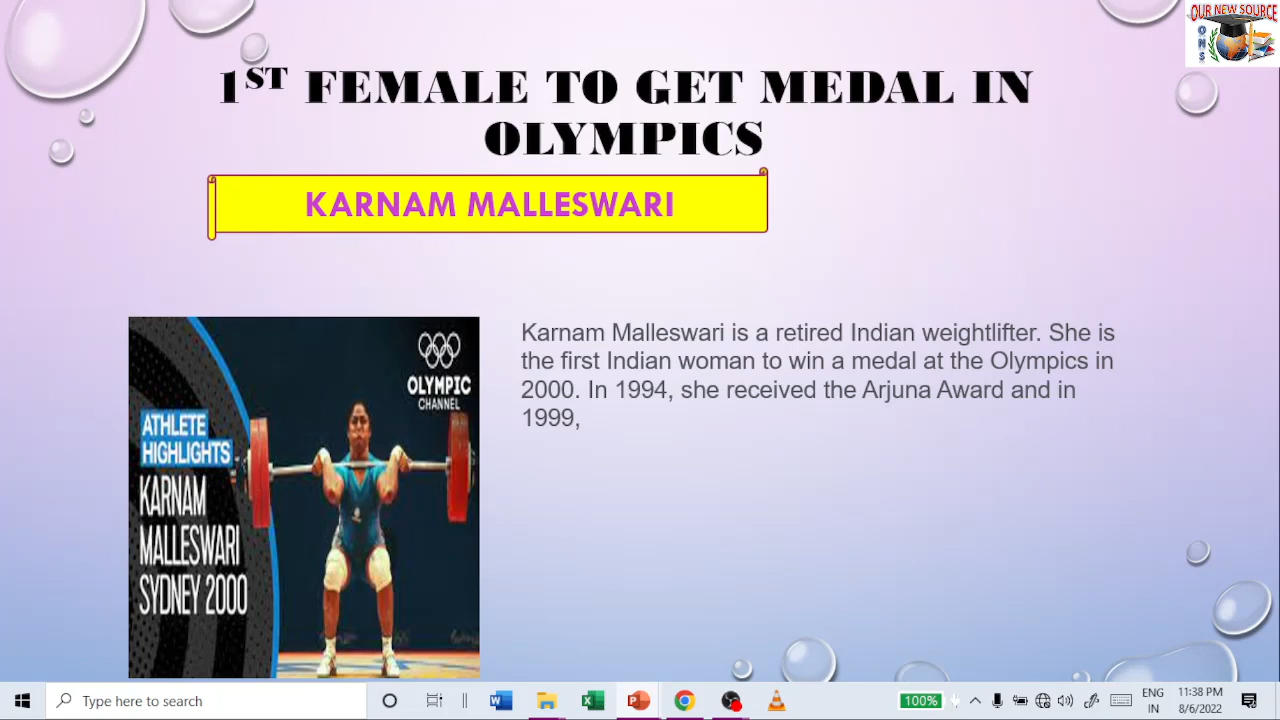 OUR NEW SOURCE
ONS
1ST FEMALE TO GET MEDAL IN
OLYMPICS
KARNAM MALLESWARI
Karnam Malleswari is a retired Indian weightlifter. She is
the first Indian woman to win a medal at the Olympics in
2000. In 1994, she received the Arjuna Award and in
1999,
OLYMPIC
CHANNEL
ATHLETE
HIGHLIGHTS
KARNAM
MALLESWARI
SYDNEY 2000
Type here to search
100%
ENG
IN
11:38 PM
8/6/2022